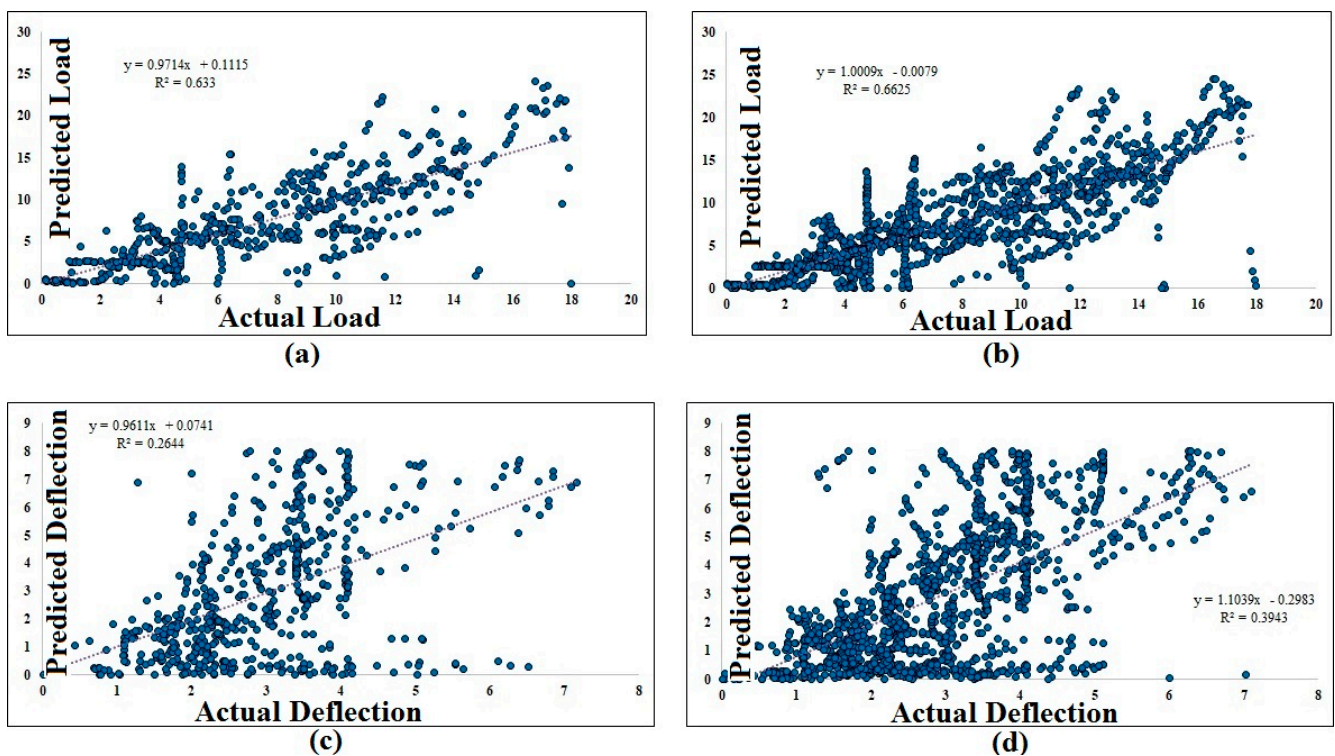 30
25
20
15
10
5
0
Predicted Load
y = 0.9714x + 0.1115
R² = 0.633
0 2 4 6 8 10 12 14 16 18 20
Actual Load
(a)
30
25
20
15
10
5
0
Predicted Load
y = 1.0009x - 0.0079
R² = 0.6625
0 2 4 6 8 10 12 14 16 18 20
Actual Load
(b)
9
8
7
6
5
4
3
2
1
0
Predicted Deflection
y = 0.9611x + 0.0741
R² = 0.2644
0 1 2 3 4 5 6 7 8
Actual Deflection
(c)
9
8
7
6
5
4
3
2
1
0
Predicted Deflection
y = 1.1039x - 0.2983
R² = 0.3943
0 1 2 3 4 5 6 7 8
Actual Deflection
(d)